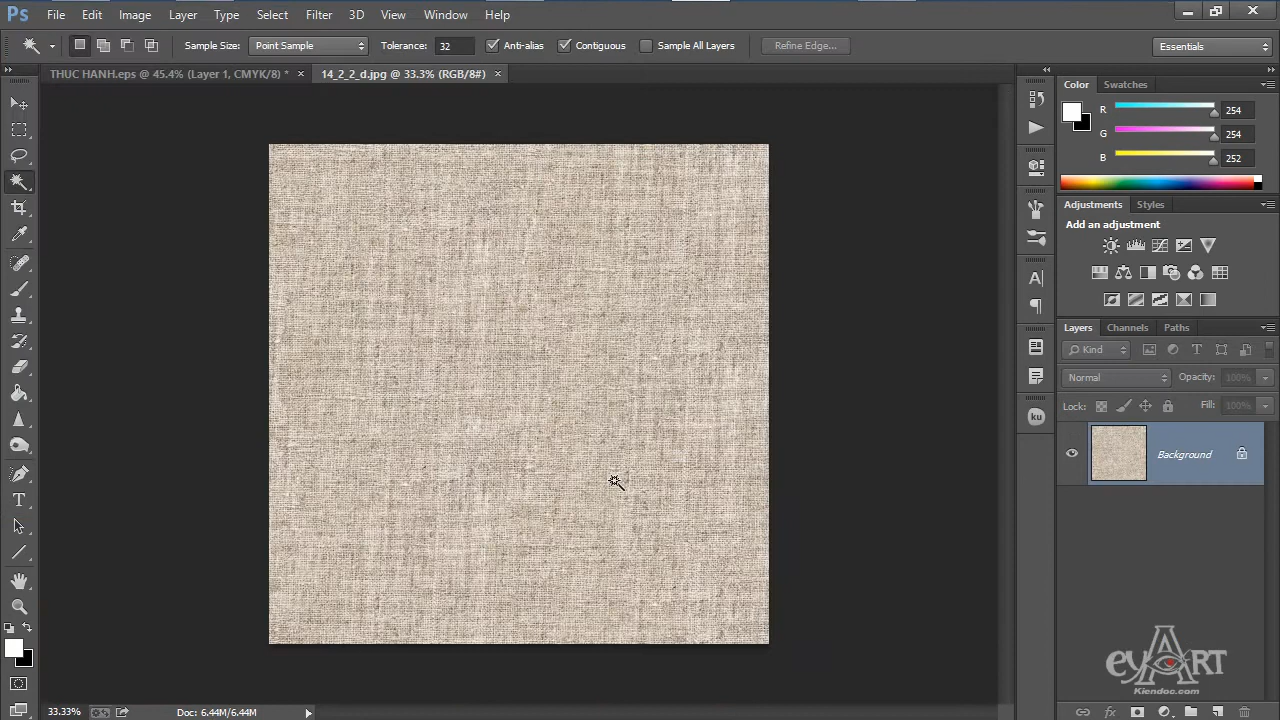 Ps File Edit Image Layer Type Select Filter 3D View Window Help
Sample Size: Point Sample Tolerance: 32 Anti-alias Contiguous Sample All Layers Refine Edge... Essentials
THUC HANH.eps @ 45.4% (Layer 1, CMYK/8) * × 14_2_2_d.jpg @ 33.3% (RGB/8#) ×
Color Swatches
R 254
G 254
B 252
Adjustments Styles
Add an adjustment
Layers Channels Paths
Kind
Normal Opacity: 100%
Lock: Fill: 100%
Background
ku
eyART
Kiendoc.com
33.33% Doc: 6.44M/6.44M
fx